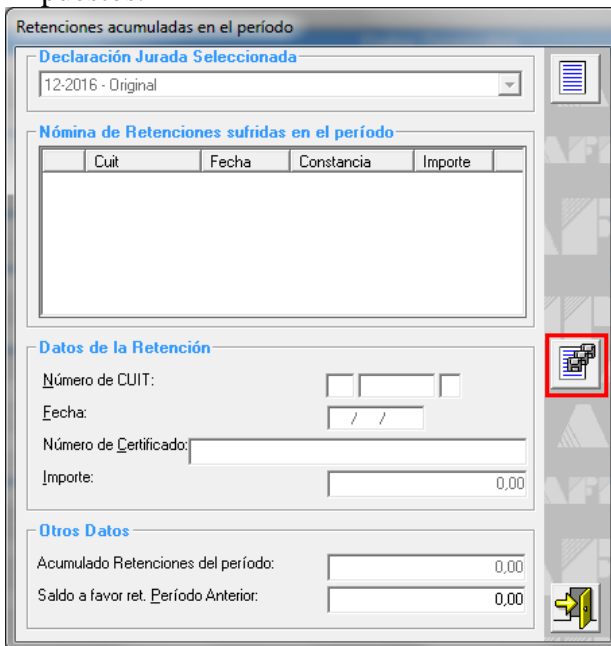 Retenciones acumuladas en el período
Declaración Jurada Seleccionada
12-2016 - Original
Nómina de Retenciones sufridas en el período
Cuit Fecha Constancia Importe
Datos de la Retención
Número de CUIT:
Fecha: / /
Número de Certificado:
Importe: 0,00
Otros Datos
Acumulado Retenciones del período: 0,00
Saldo a favor ret. Período Anterior: 0,00